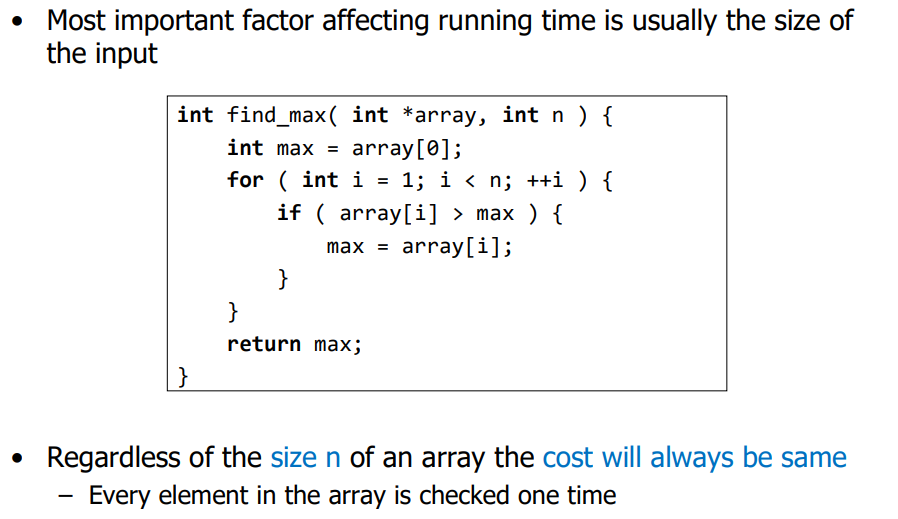 • Most important factor affecting running time is usually the size of
the input
int find_max( int *array, int n ) {
    int max = array[0];
    for ( int i = 1; i < n; ++i ) {
        if ( array[i] > max ) {
            max = array[i];
        }
    }
    return max;
}
• Regardless of the size n of an array the cost will always be same
– Every element in the array is checked one time